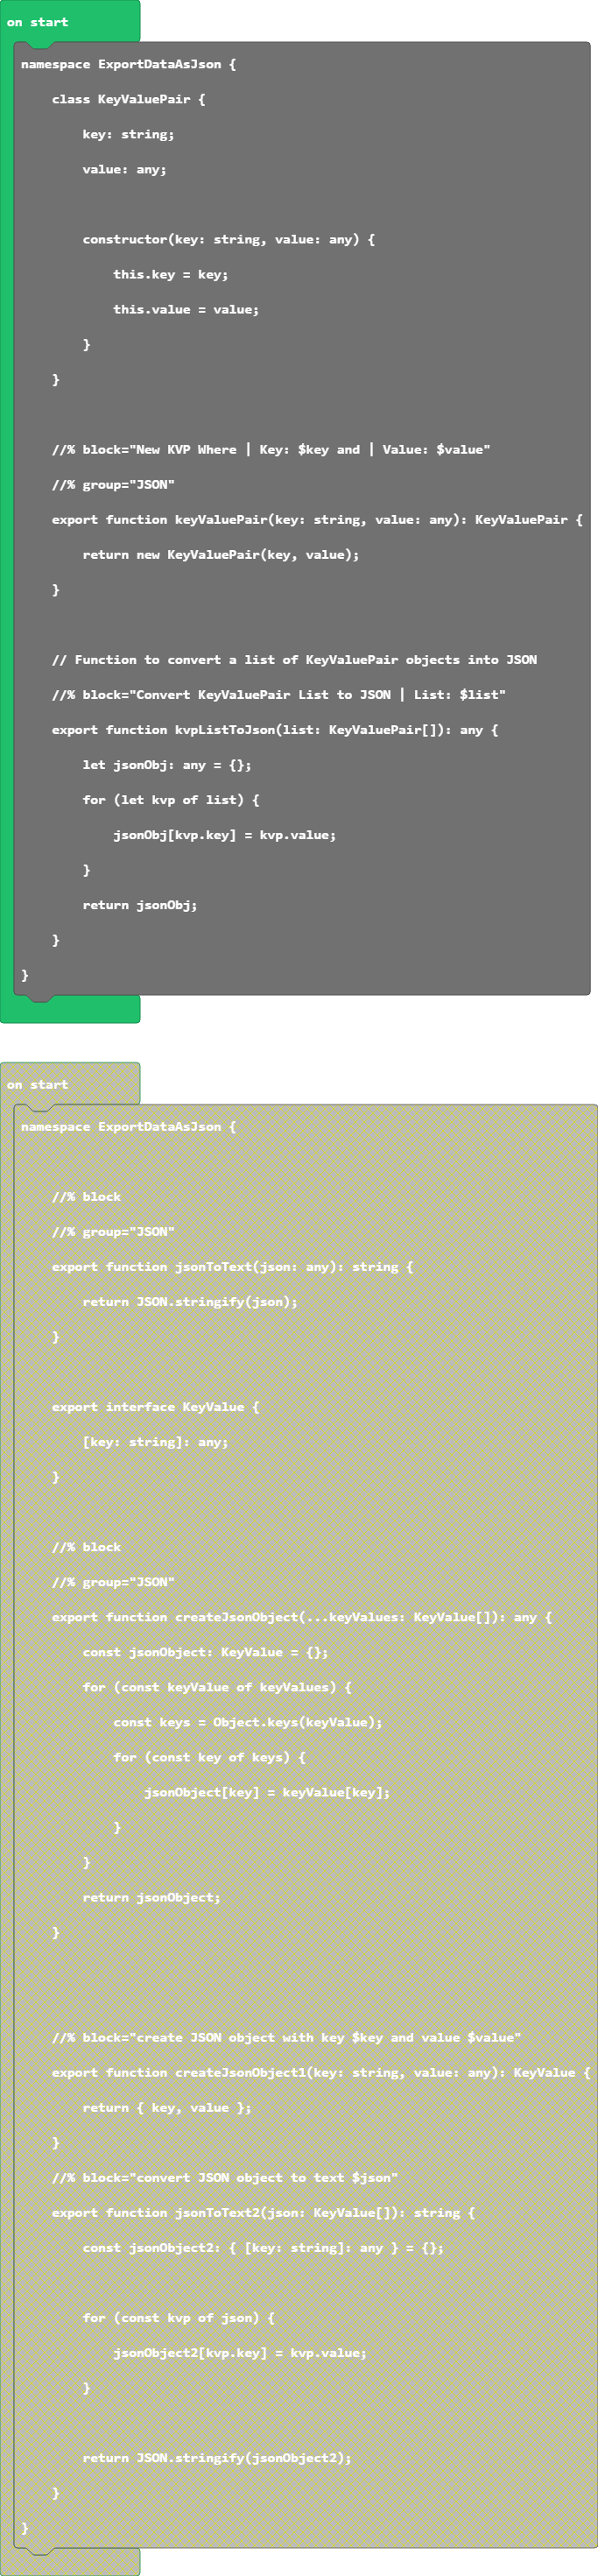 on start
namespace ExportDataAsJson {
    class KeyValuePair {
        key: string;
        value: any;
        constructor(key: string, value: any) {
            this.key = key;
            this.value = value;
        }
    }
    //% block="New KVP Where | Key: $key and | Value: $value"
    //% group="JSON"
    export function keyValuePair(key: string, value: any): KeyValuePair {
        return new KeyValuePair(key, value);
    }
    // Function to convert a list of KeyValuePair objects into JSON
    //% block="Convert KeyValuePair List to JSON | List: $list"
    export function kvpListToJson(list: KeyValuePair[]): any {
        let jsonObj: any = {};
        for (let kvp of list) {
            jsonObj[kvp.key] = kvp.value;
        }
        return jsonObj;
    }
}
on start
namespace ExportDataAsJson {
    //% block
    //% group="JSON"
    export function jsonToText(json: any): string {
        return JSON.stringify(json);
    }
    export interface KeyValue {
        [key: string]: any;
    }
    //% block
    //% group="JSON"
    export function createJsonObject(...keyValues: KeyValue[]): any {
        const jsonObject: KeyValue = {};
        for (const keyValue of keyValues) {
            const keys = Object.keys(keyValue);
            for (const key of keys) {
                jsonObject[key] = keyValue[key];
            }
        }
        return jsonObject;
    }
    //% block="create JSON object with key $key and value $value"
    export function createJsonObject1(key: string, value: any): KeyValue {
        return { key, value };
    }
    //% block="convert JSON object to text $json"
    export function jsonToText2(json: KeyValue[]): string {
        const jsonObject2: { [key: string]: any } = {};
        for (const kvp of json) {
            jsonObject2[kvp.key] = kvp.value;
        }
        return JSON.stringify(jsonObject2);
    }
}